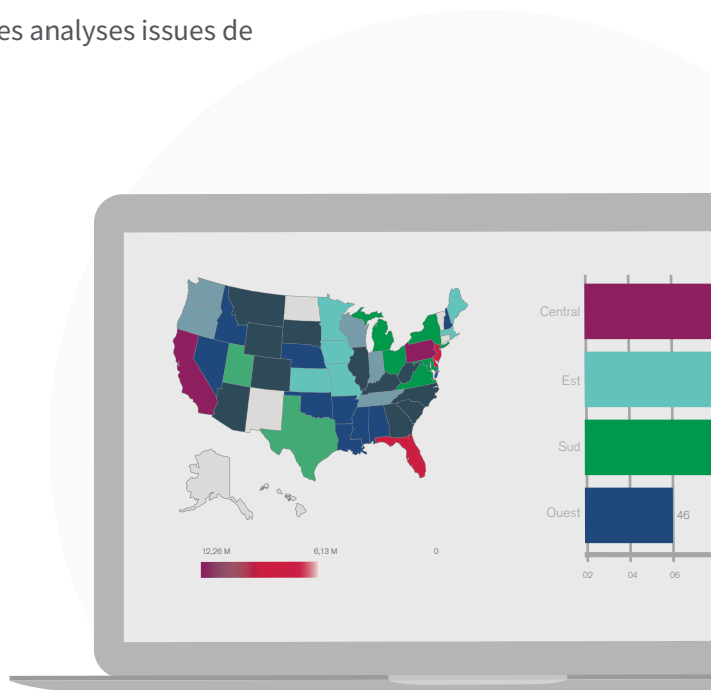 es analyses issues de
Central
Est
Sud
Ouest
46
12,26 M 6,13 M 0
02 04 06